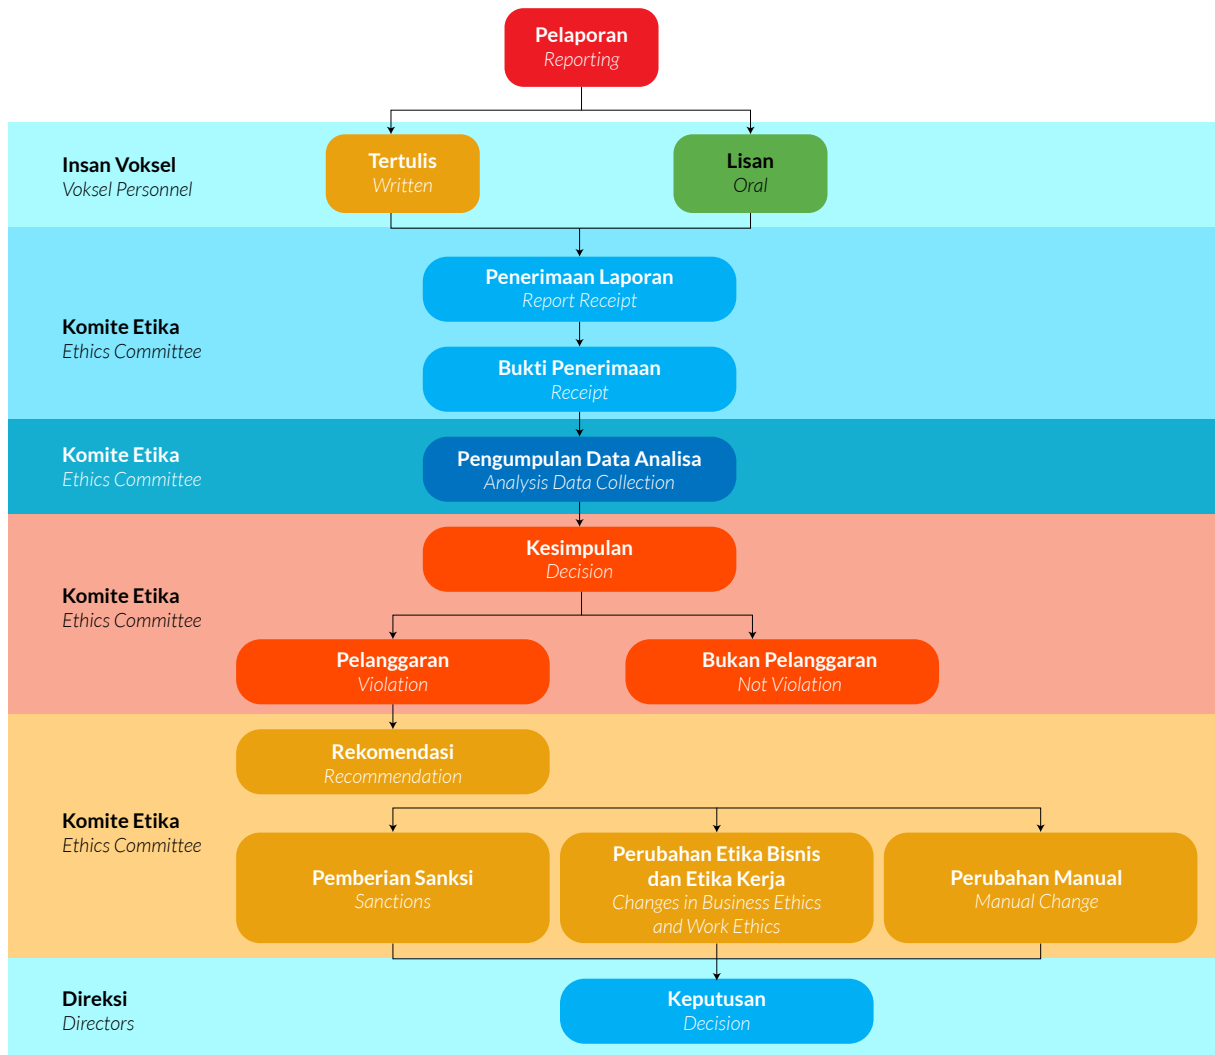 Pelaporan
Reporting
Insan Voksel
Voksel Personnel
Tertulis
Written
Lisan
Oral
Komite Etika
Ethics Committee
Penerimaan Laporan
Report Receipt
Bukti Penerimaan
Receipt
Komite Etika
Ethics Committee
Pengumpulan Data Analisa
Analysis Data Collection
Komite Etika
Ethics Committee
Kesimpulan
Decision
Pelanggaran
Violation
Bukan Pelanggaran
Not Violation
Komite Etika
Ethics Committee
Rekomendasi
Recommendation
Pemberian Sanksi
Sanctions
Perubahan Etika Bisnis
dan Etika Kerja
Changes in Business Ethics
and Work Ethics
Perubahan Manual
Manual Change
Direksi
Directors
Keputusan
Decision